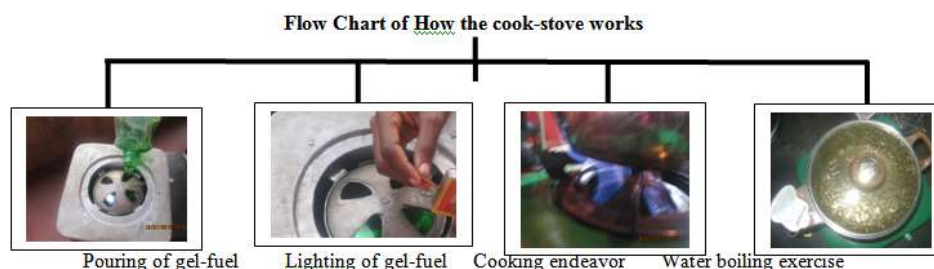 Flow Chart of How the cook-stove works
Pouring of gel-fuel Lighting of gel-fuel Cooking endeavor Water boiling exercise